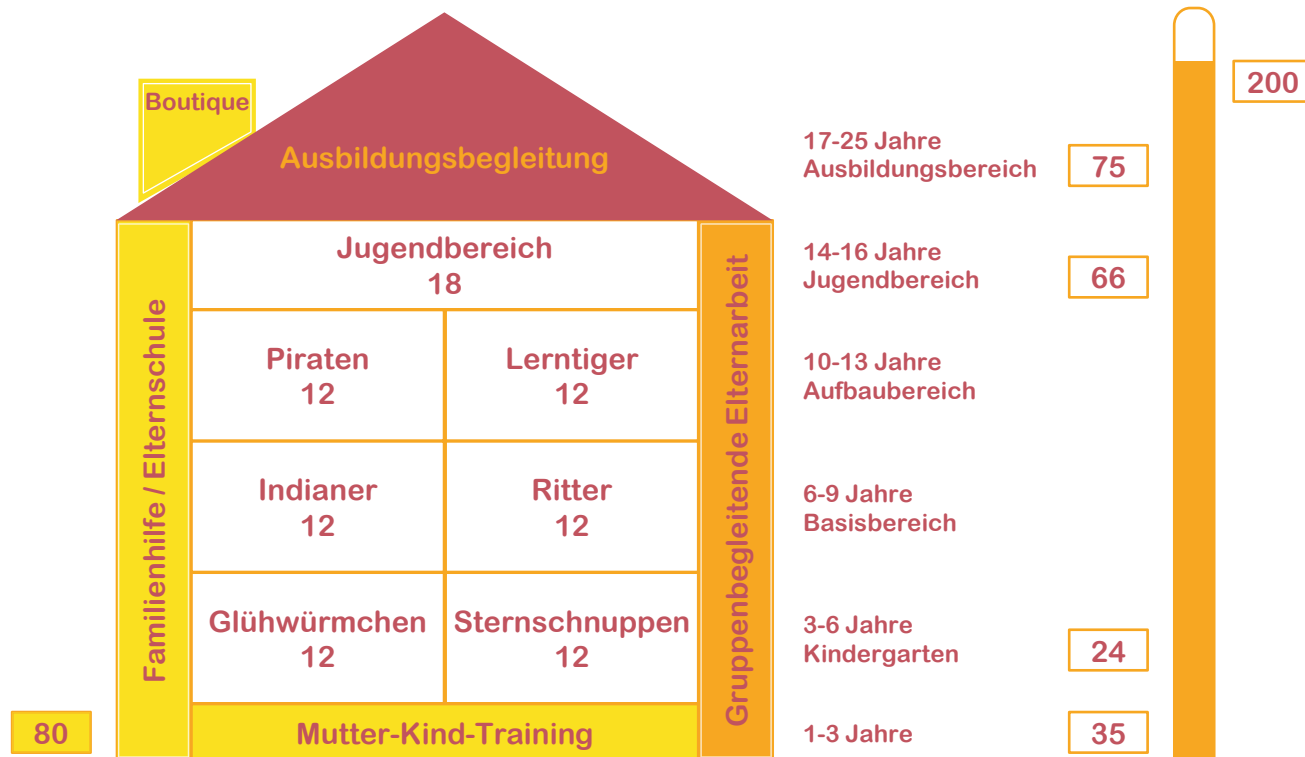 Boutique
200
Ausbildungsbegleitung
17-25 Jahre
Ausbildungsbereich
75
Jugendbereich
18
14-16 Jahre
Jugendbereich
66
Familienhilfe / Elternschule
Gruppenbegleitende Elternarbeit
Piraten
12
Lerntiger
12
10-13 Jahre
Aufbaubereich
Indianer
12
Ritter
12
6-9 Jahre
Basisbereich
Glühwürmchen
12
Sternschnuppen
12
3-6 Jahre
Kindergarten
24
80
Mutter-Kind-Training
1-3 Jahre
35